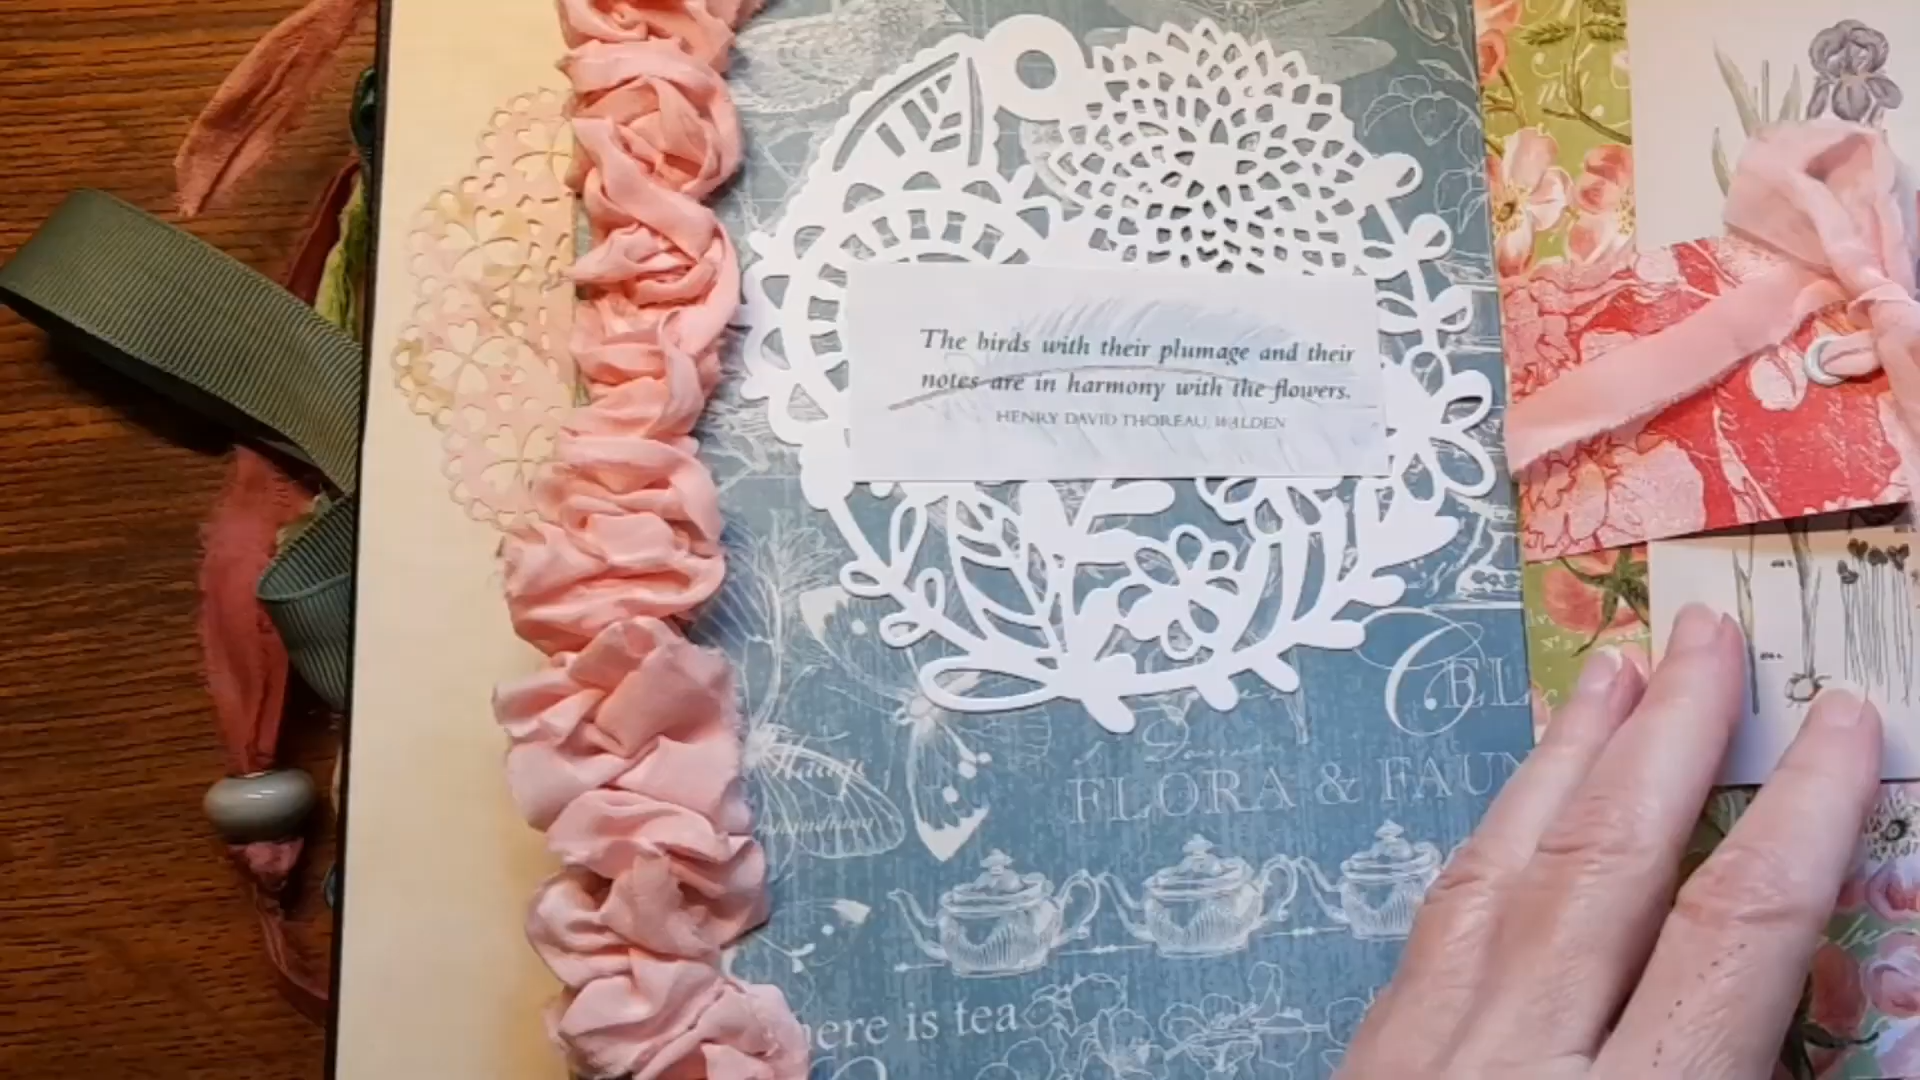 The birds with their plumage and their
notes are in harmony with the flowers.
HENRY DAVID THOREAU, WALDEN
FLORA & FAUN
is tea